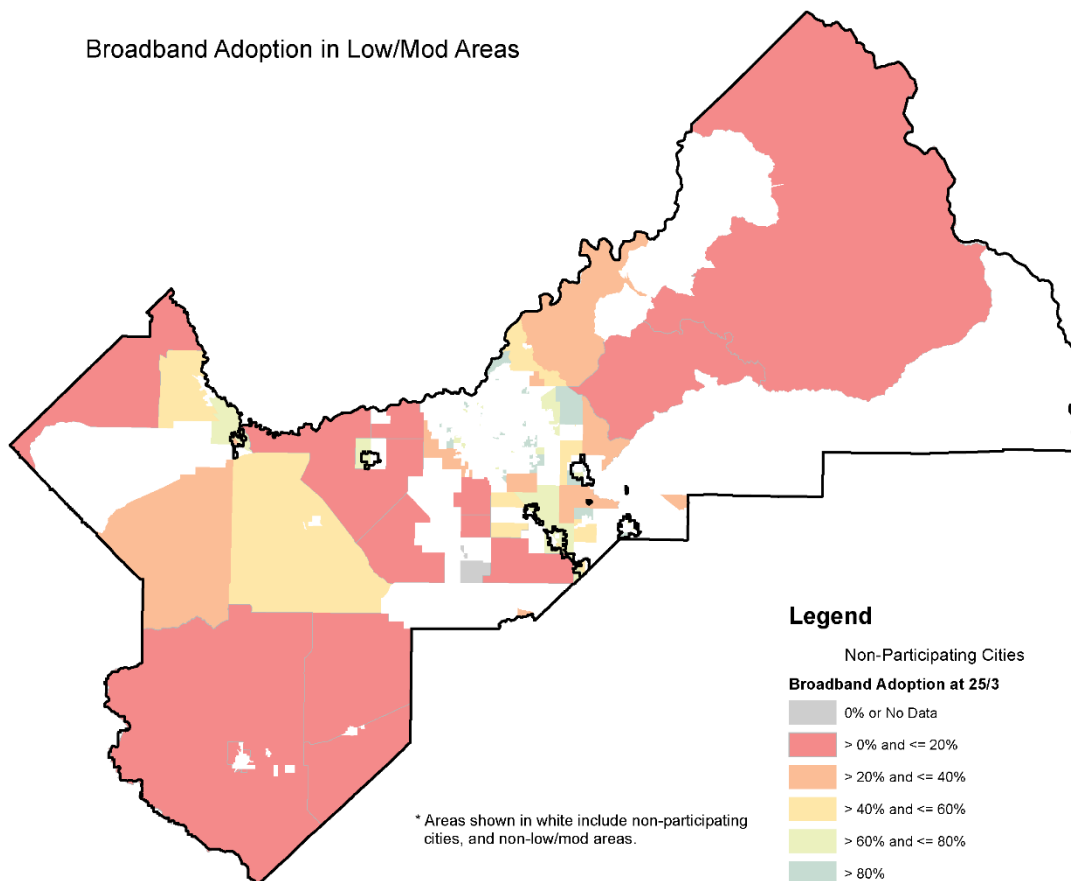 Broadband Adoption in Low/Mod Areas
Legend
Non-Participating Cities
Broadband Adoption at 25/3
0% or No Data
> 0% and <= 20%
> 20% and <= 40%
> 40% and <= 60%
> 60% and <= 80%
> 80%
* Areas shown in white include non-participating
cities, and non-low/mod areas.